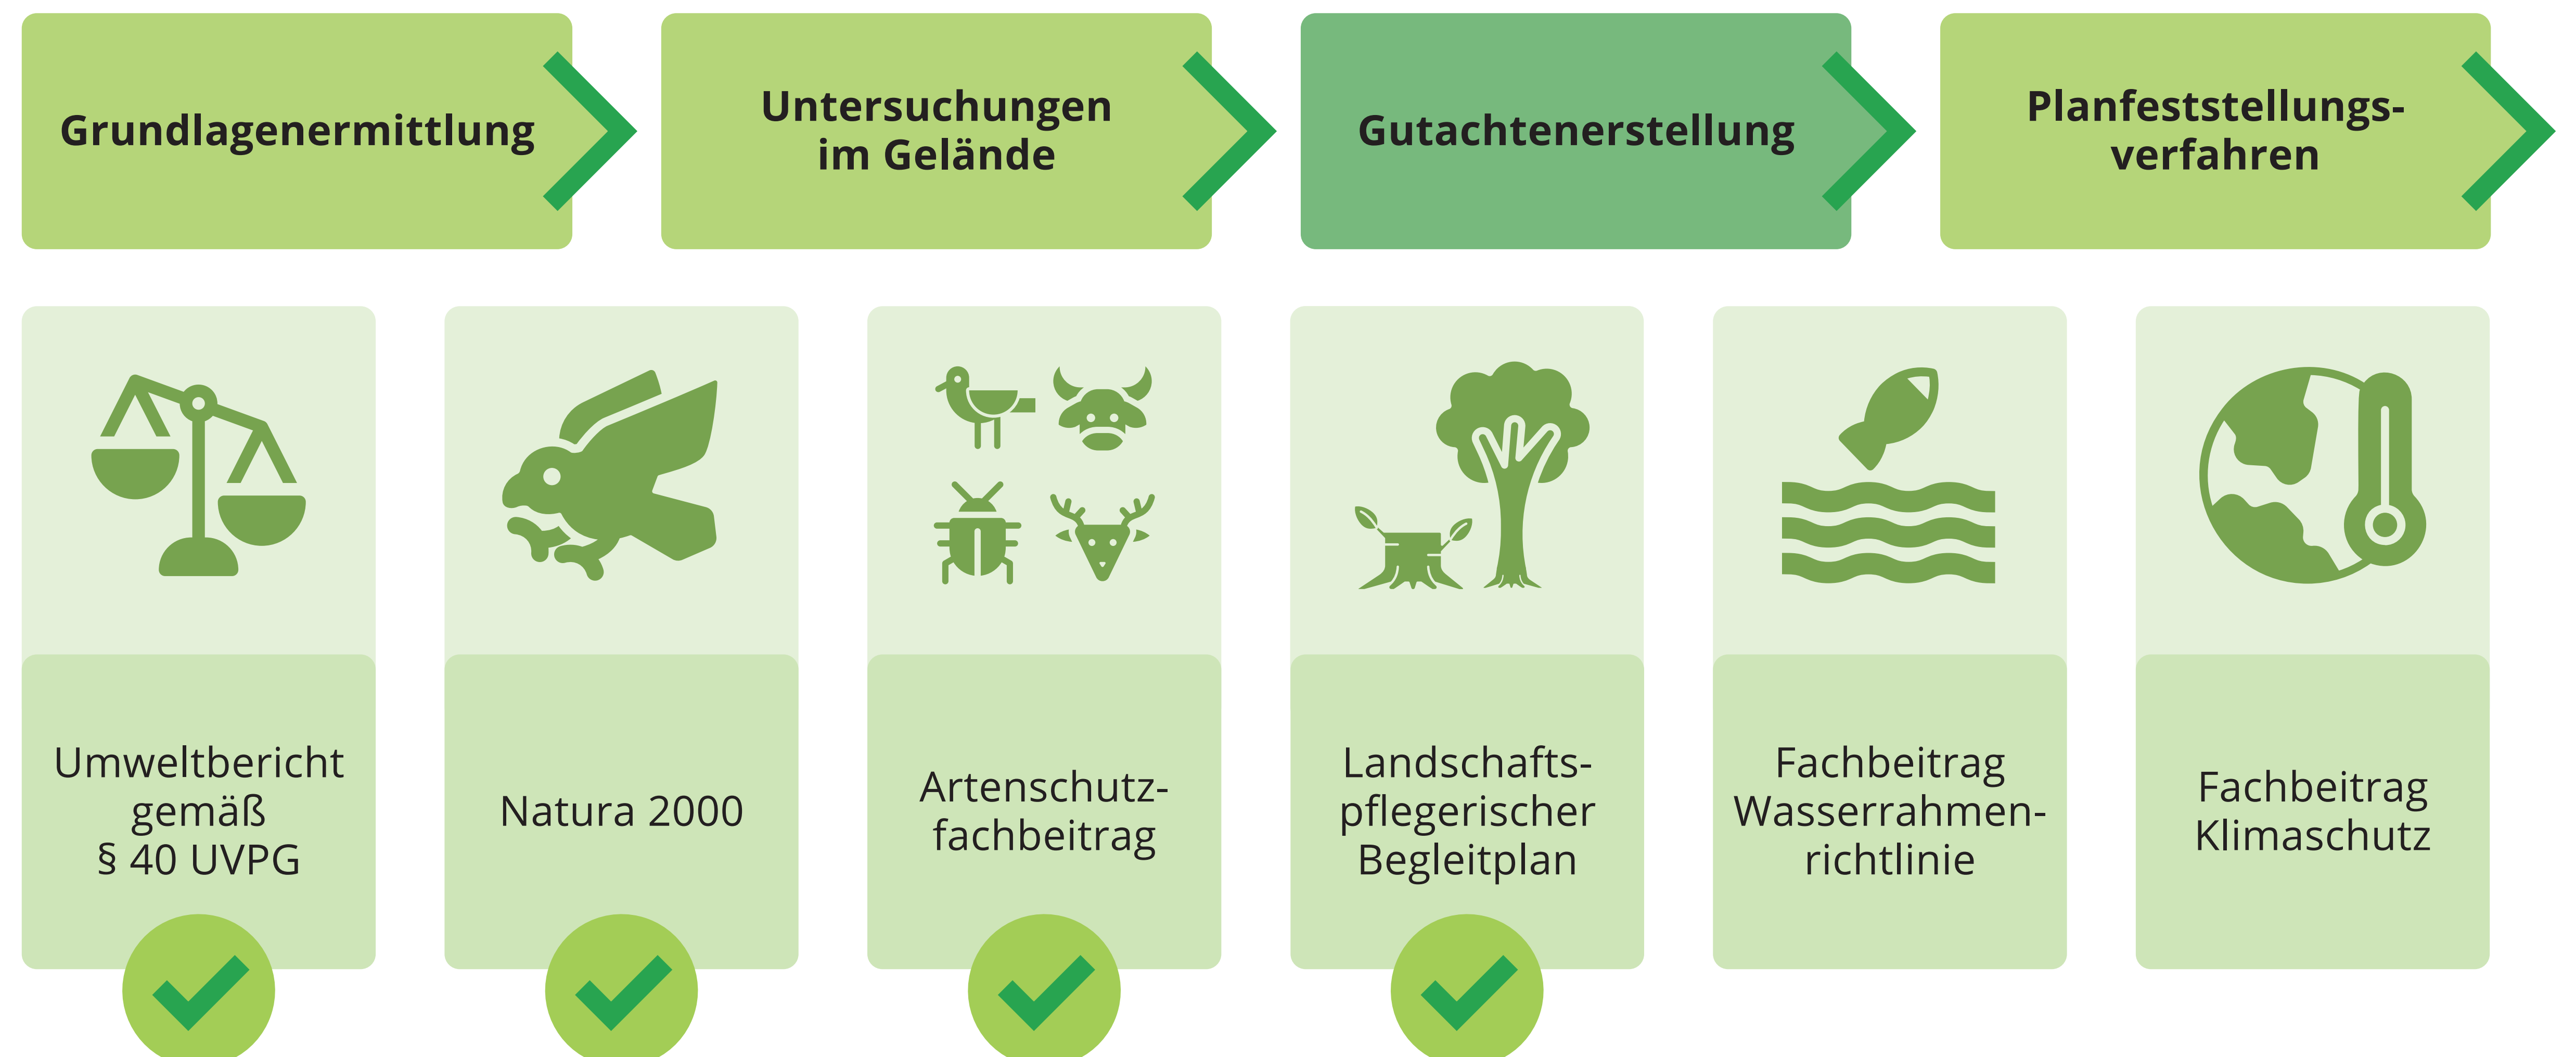 Grundlagenermittlung
Untersuchungen
im Gelände
Gutachtenerstellung
Planfeststellungs-
verfahren
Umweltbericht
gemäß
§ 40 UVPG
Natura 2000
Artenschutz-
fachbeitrag
Landschafts-
pflegerischer
Begleitplan
Fachbeitrag
Wasserrahmen-
richtlinie
Fachbeitrag
Klimaschutz